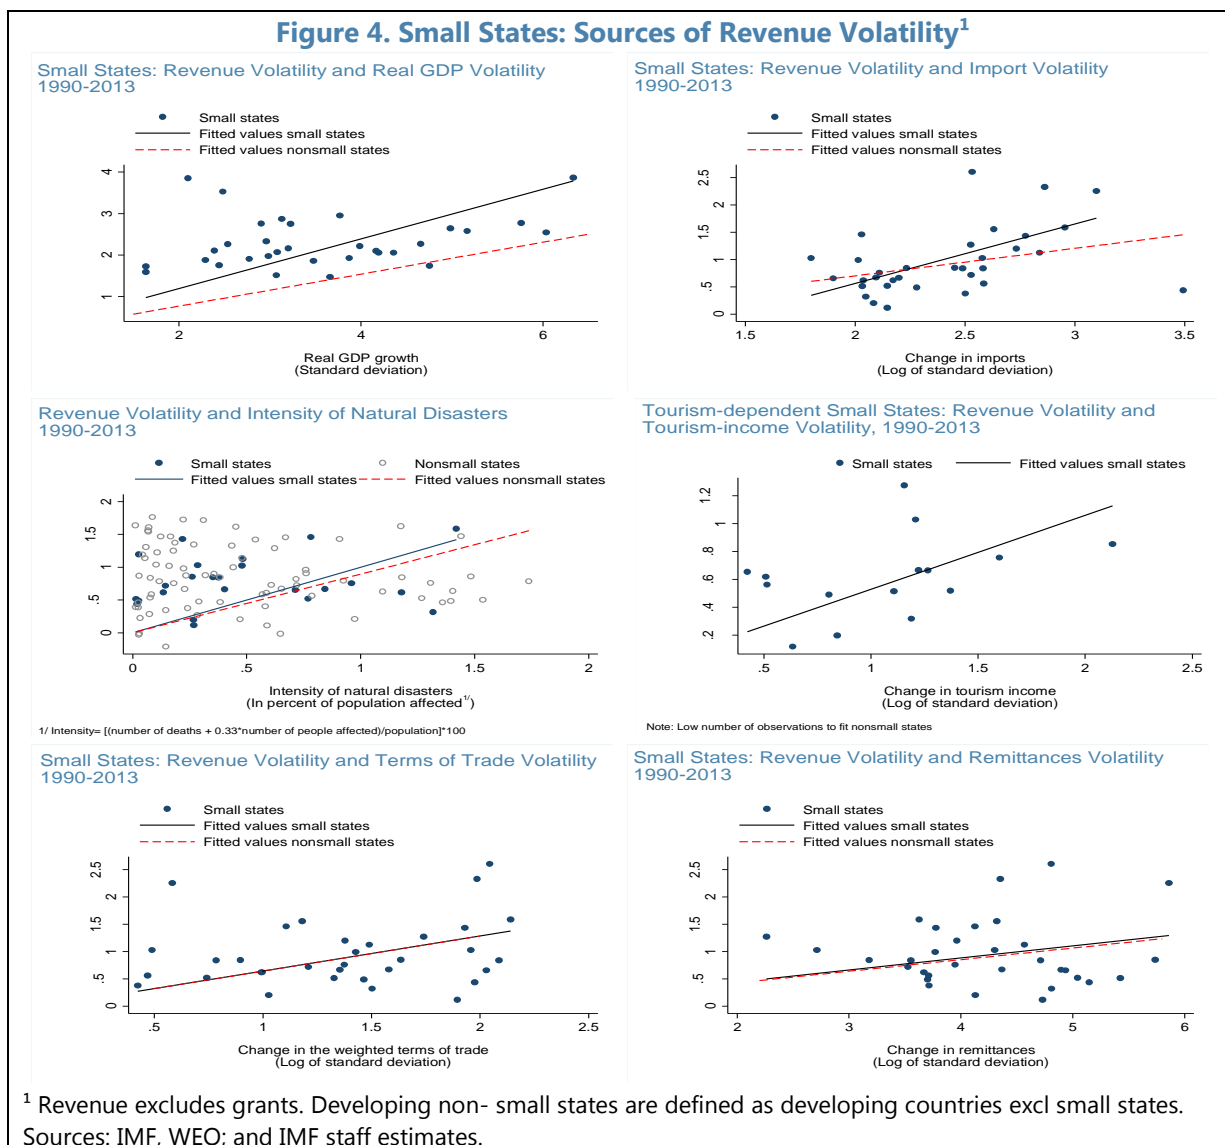 Figure 4. Small States: Sources of Revenue Volatility¹
Small States: Revenue Volatility and Real GDP Volatility
1990-2013
Small states
Fitted values small states
Fitted values nonsmall states
4
3
2
1
2
4
6
Real GDP growth
(Standard deviation)
Small States: Revenue Volatility and Import Volatility
1990-2013
Small states
Fitted values small states
Fitted values nonsmall states
2.5
2
1.5
1
.5
0
1.5
2
2.5
3
3.5
Change in imports
(Log of standard deviation)
Revenue Volatility and Intensity of Natural Disasters
1990-2013
Small states
Nonsmall states
Fitted values small states
Fitted values nonsmall states
2
1.5
1
.5
0
0
.5
1
1.5
2
Intensity of natural disasters
(In percent of population affected¹/)
1/ Intensity= [(number of deaths + 0.33*number of people affected)/population]*100
Tourism-dependent Small States: Revenue Volatility and
Tourism-income Volatility, 1990-2013
Small states
Fitted values small states
1.2
1
.8
.6
.4
.2
.5
1
1.5
2
2.5
Change in tourism income
(Log of standard deviation)
Note: Low number of observations to fit nonsmall states
Small States: Revenue Volatility and Terms of Trade Volatility
1990-2013
Small states
Fitted values small states
Fitted values nonsmall states
2.5
2
1.5
1
.5
0
.5
1
1.5
2
2.5
Change in the weighted terms of trade
(Log of standard deviation)
Small States: Revenue Volatility and Remittances Volatility
1990-2013
Small states
Fitted values small states
Fitted values nonsmall states
2.5
2
1.5
1
.5
0
2
3
4
5
6
Change in remittances
(Log of standard deviation)
¹ Revenue excludes grants. Developing non- small states are defined as developing countries excl small states.
Sources: IMF, WEO; and IMF staff estimates.